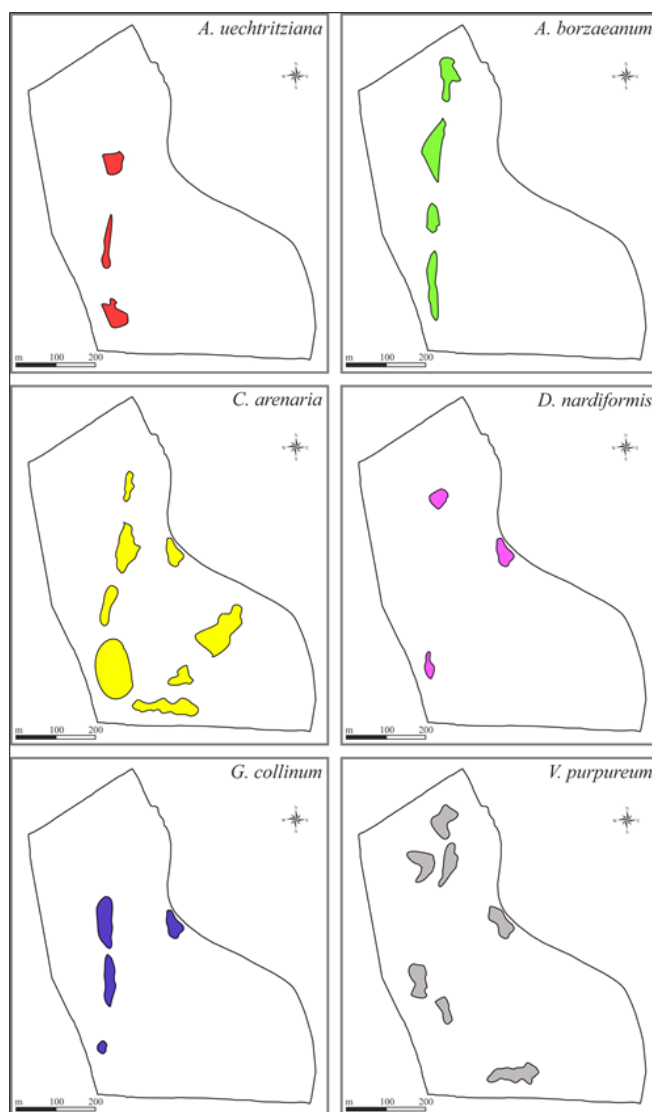 A. uechtritziana
m 100 200
A. borzaeanum
m 100 200
C. arenaria
m 100 200
D. nardiformis
m 100 200
G. collinum
m 100 200
V. purpureum
m 100 200